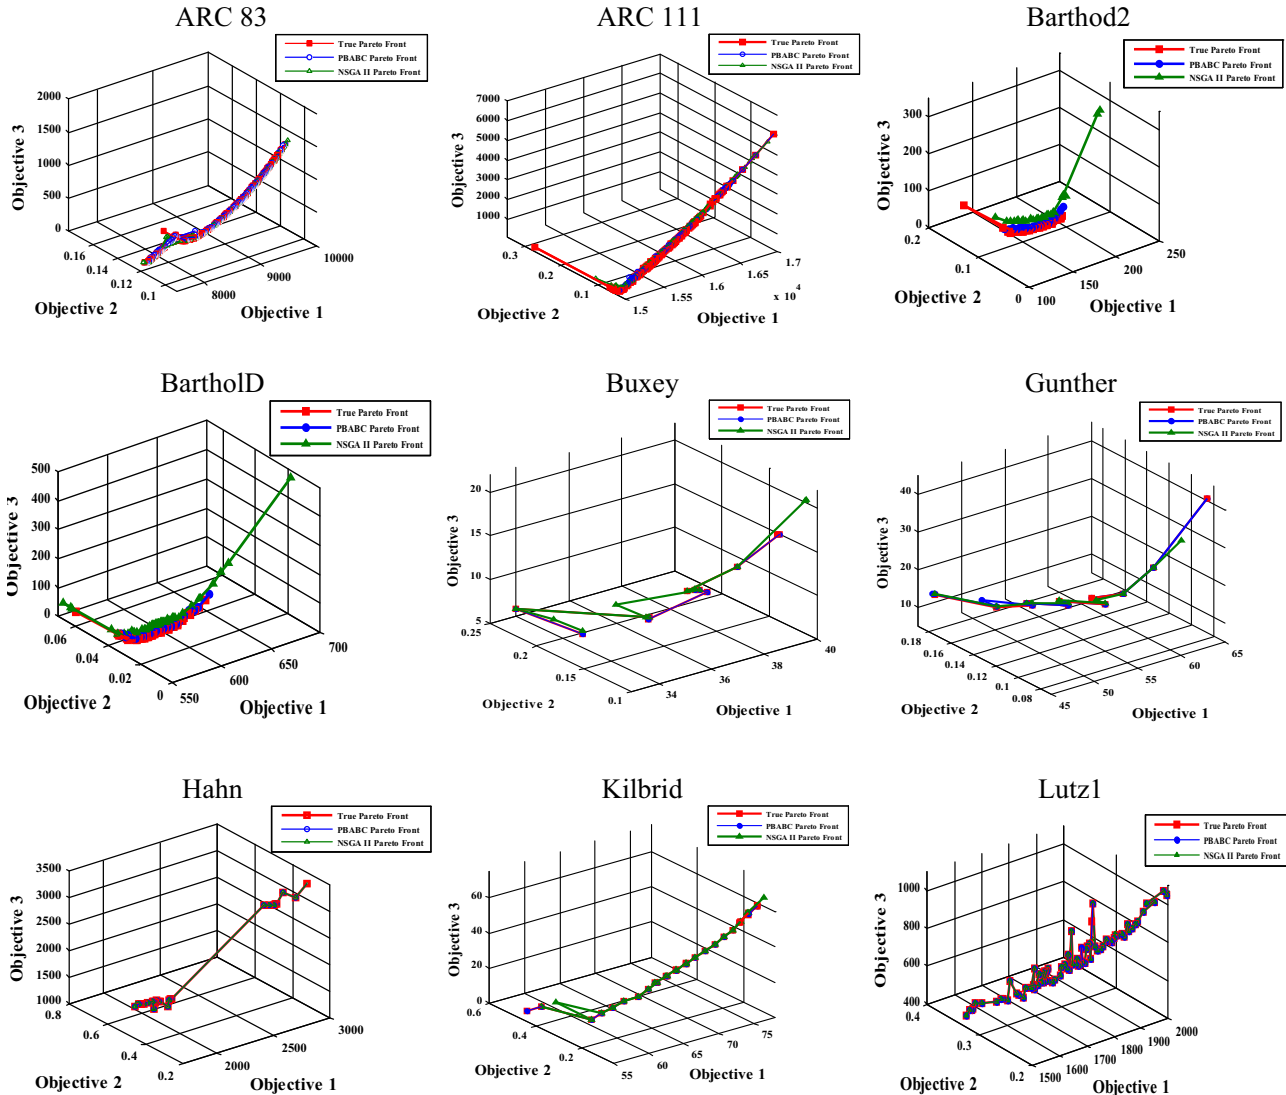 ARC 83
True Pareto Front
PBABC Pareto Front
NSGA II Pareto Front
Objective 3
2000
1500
1000
500
0
0.16
0.14
0.12
0.1
Objective 2
8000
9000
10000
Objective 1
ARC 111
True Pareto Front
PBABC Pareto Front
NSGA II Pareto Front
Objective 3
7000
6000
5000
4000
3000
2000
1000
0.3
0.2
0.1
Objective 2
1.5
1.55
1.6
1.65
1.7
x 10^4
Objective 1
Barthod2
True Pareto Front
PBABC Pareto Front
NSGA II Pareto Front
Objective 3
300
200
100
0
0.2
0.1
0
Objective 2
100
150
200
250
Objective 1
BartholD
True Pareto Front
PBABC Pareto Front
NSGA II Pareto Front
Objective 3
500
400
300
200
100
0
0.06
0.04
0.02
0
Objective 2
550
600
650
700
Objective 1
Buxey
True Pareto Front
PBABC Pareto Front
NSGA II Pareto Front
Objective 3
20
15
10
5
0.25
0.2
0.15
0.1
Objective 2
34
36
38
40
Objective 1
Gunther
True Pareto Front
PBABC Pareto Front
NSGA II Pareto Front
Objective 3
40
30
20
10
0.18
0.16
0.14
0.12
0.1
0.08
Objective 2
45
50
55
60
65
Objective 1
Hahn
True Pareto Front
PBABC Pareto Front
NSGA II Pareto Front
Objective 3
3500
3000
2500
2000
1500
1000
0.8
0.6
0.4
0.2
Objective 2
2000
2500
3000
Objective 1
Kilbrid
True Pareto Front
PBABC Pareto Front
NSGA II Pareto Front
Objective 3
60
40
20
0
0.6
0.4
0.2
Objective 2
55
60
65
70
75
Objective 1
Lutz1
True Pareto Front
PBABC Pareto Front
NSGA II Pareto Front
Objective 3
1000
800
600
400
0.4
0.3
0.2
Objective 2
1500
1600
1700
1800
1900
2000
Objective 1